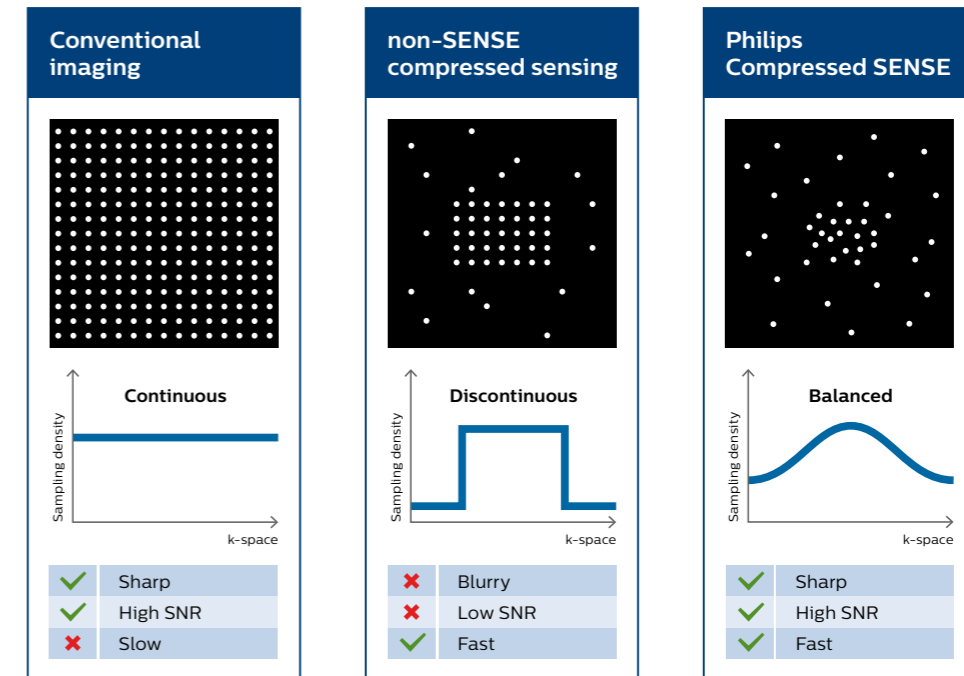 Conventional
imaging
Continuous
Sampling density
k-space
Sharp
High SNR
Slow
non-SENSE
compressed sensing
Discontinuous
Sampling density
k-space
Blurry
Low SNR
Fast
Philips
Compressed SENSE
Balanced
Sampling density
k-space
Sharp
High SNR
Fast